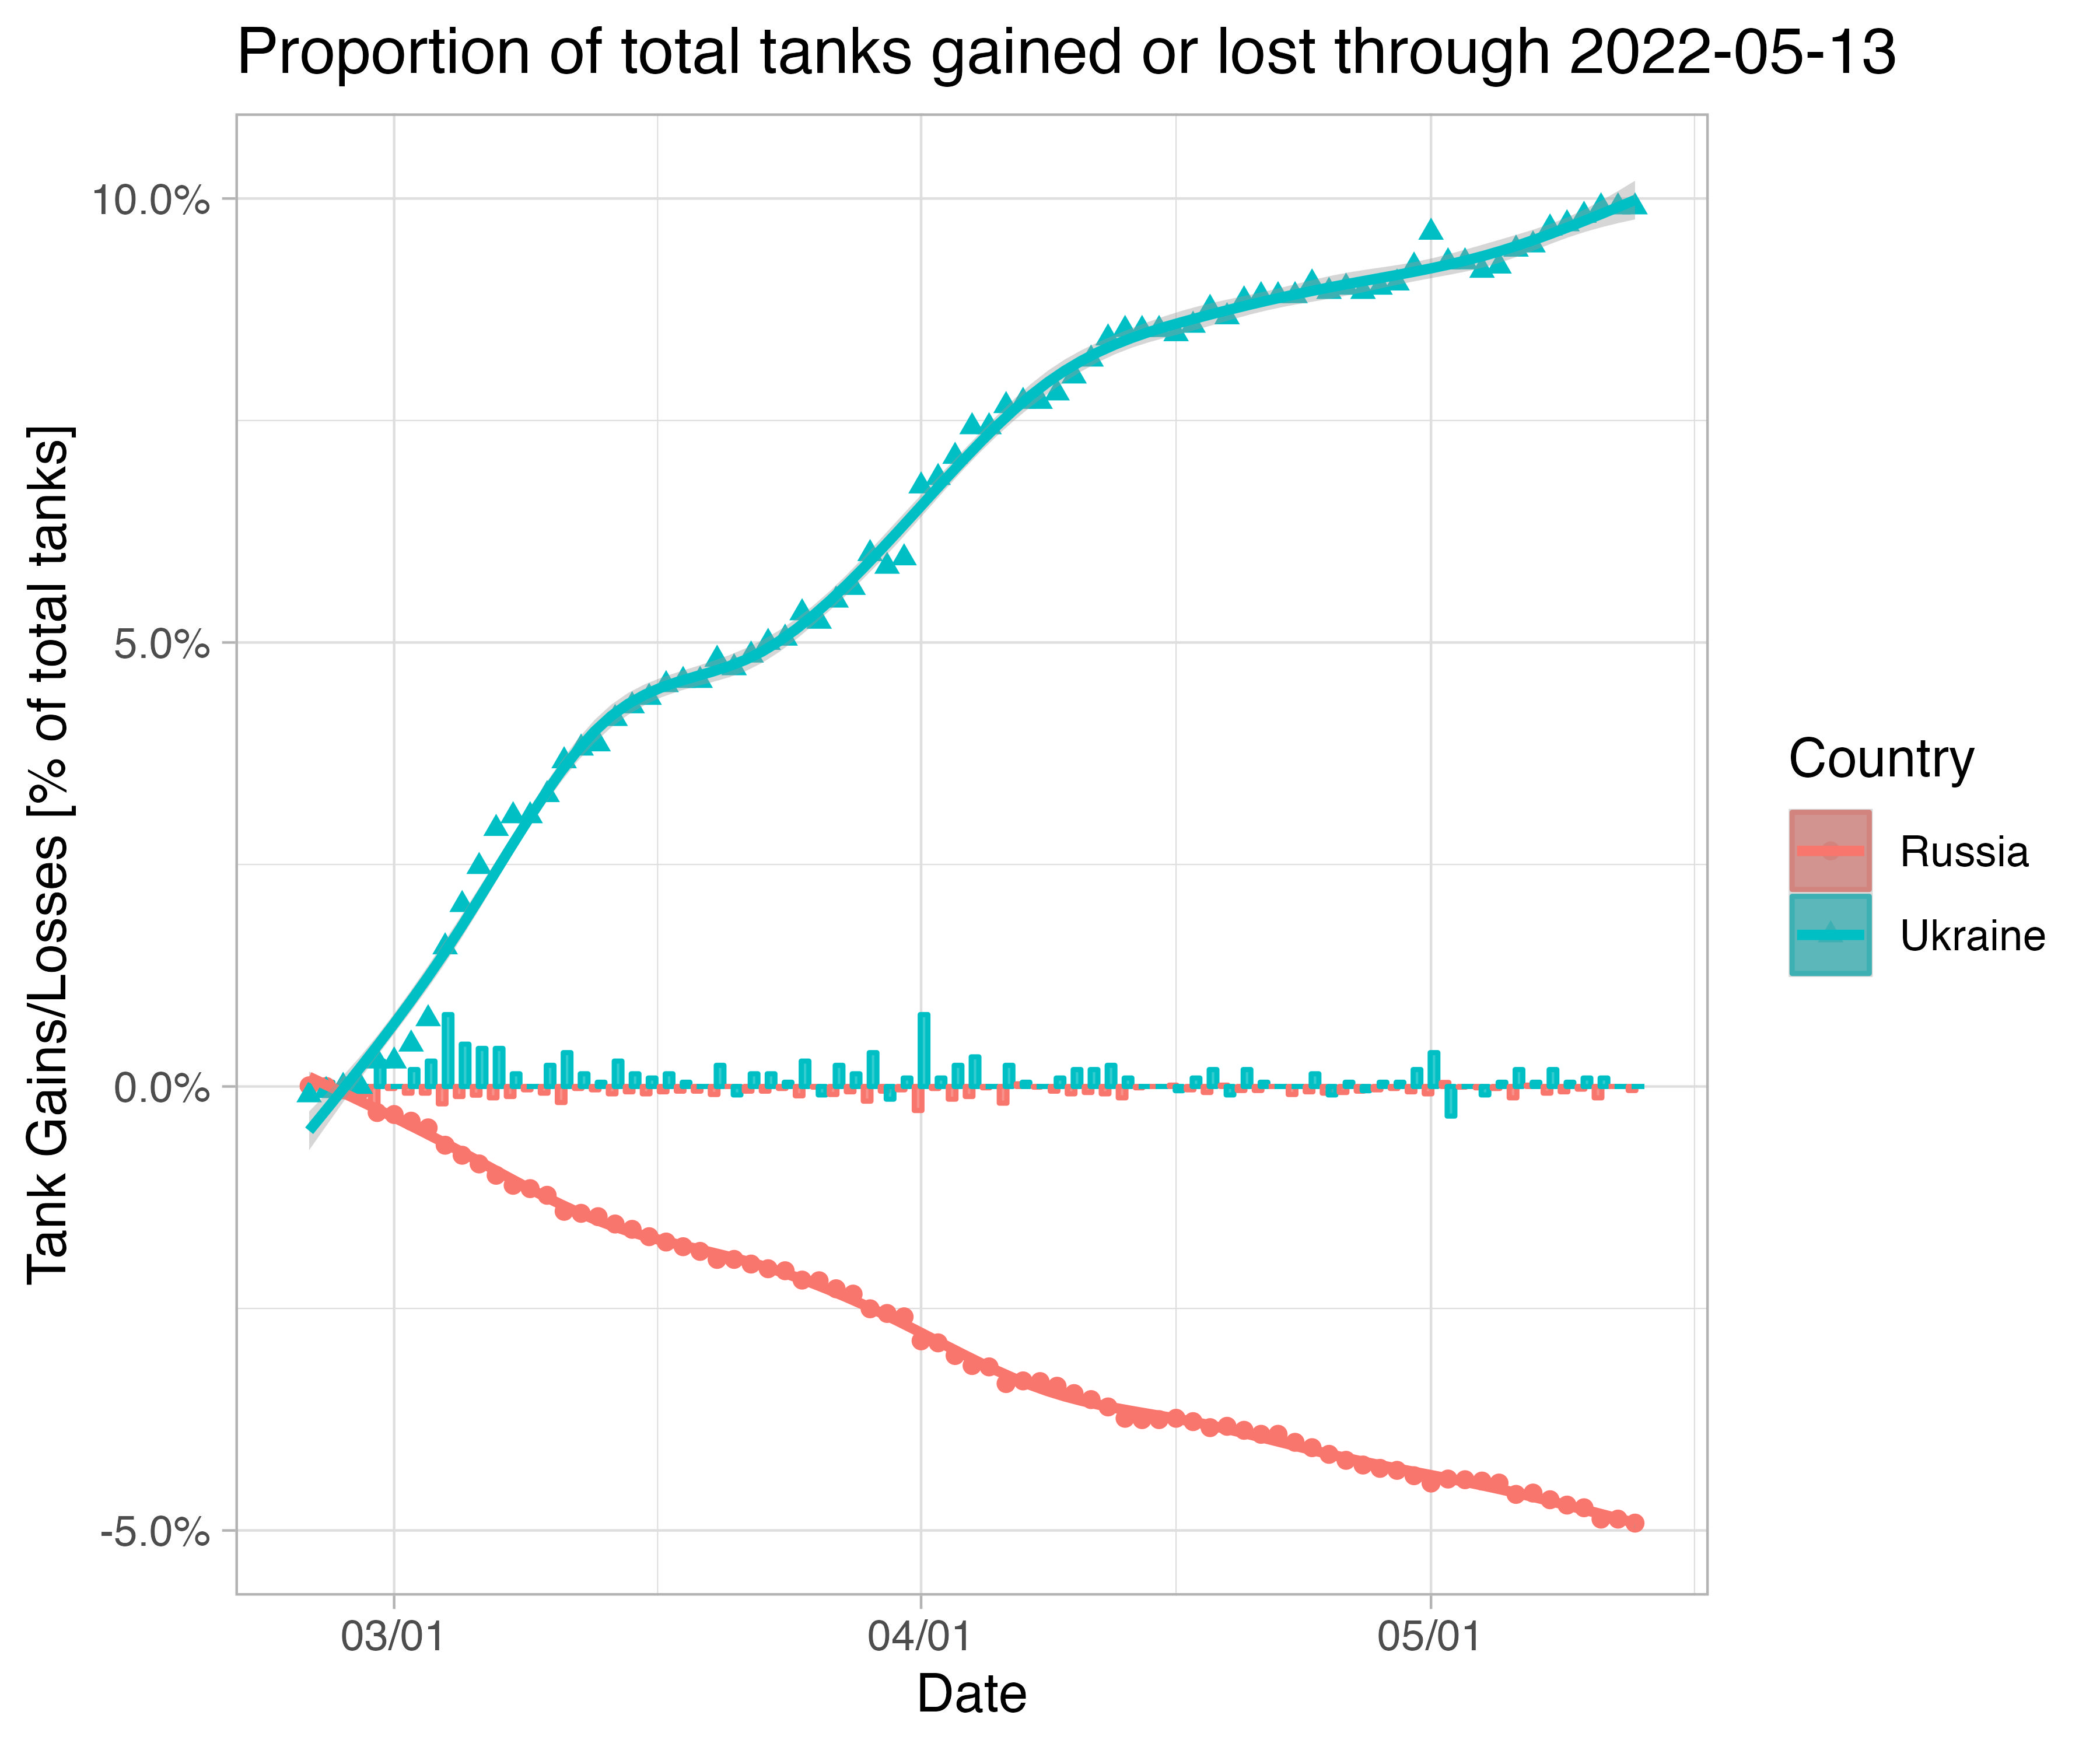 Proportion of total tanks gained or lost through 2022-05-13
Tank Gains/Losses [% of total tanks]
10.0%
5.0%
0.0%
-5.0%
03/01
04/01
05/01
Date
Country
Russia
Ukraine